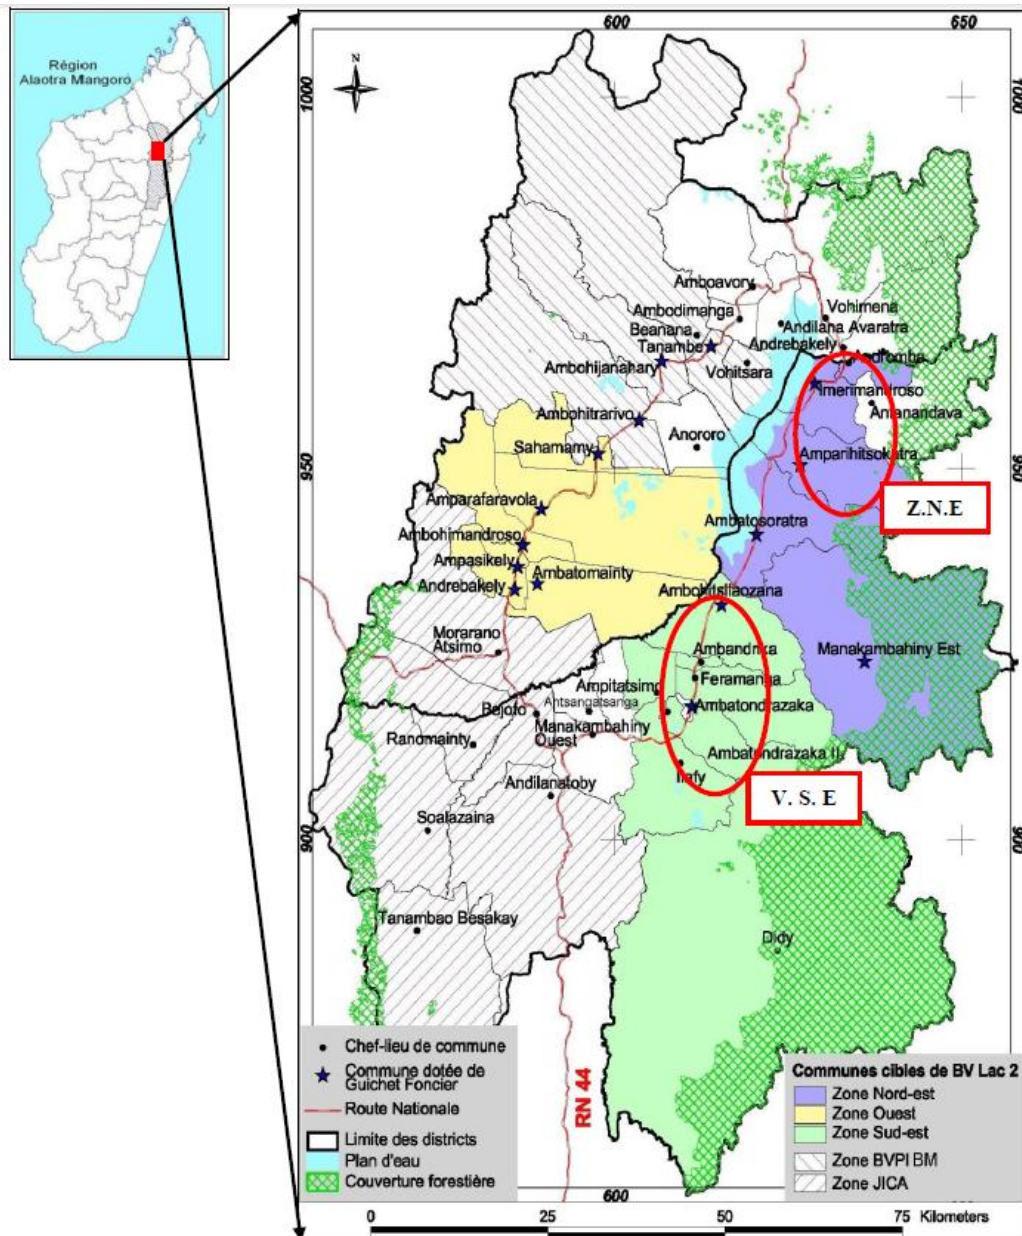 Région
Alaotra Mangoro
600
650
N
1000
1000
Amboavory
Ambodimanga
Vohimena
Beanana
Andilana Avaratra
Tanambe
Andrebakely
Ambohijanahary
Vohitsara
Imerimandroso
Antanandava
Ambohitrarivo
Anororo
Sahamamy
Amparihitsokatra
950
950
Z.N.E
Amparafaravola
Ambatosoratra
Ambohimandroso
Ampasikely
Ambatomainty
Andrebakely
Ambohitsilaozana
Morarano
Atsimo
Ambandrika
Manakambahiny Est
Feramanga
Ampitatsimo
Antsangatsanga
Ambatondrazaka
Bejofo
Manakambahiny
Ouest
Ranomainty
Ambatondrazaka II
Ilafy
Andilanatoby
V. S. E
Soalazaina
900
900
Tanambao Besakay
Didy
RN 44
Chef-lieu de commune
Commune dotée de
Guichet Foncier
Route Nationale
Limite des districts
Plan d'eau
Couverture forestière
Communes cibles de BV Lac 2
Zone Nord-est
Zone Ouest
Zone Sud-est
Zone BVPI BM
Zone JICA
600
0
25
50
75
Kilometers